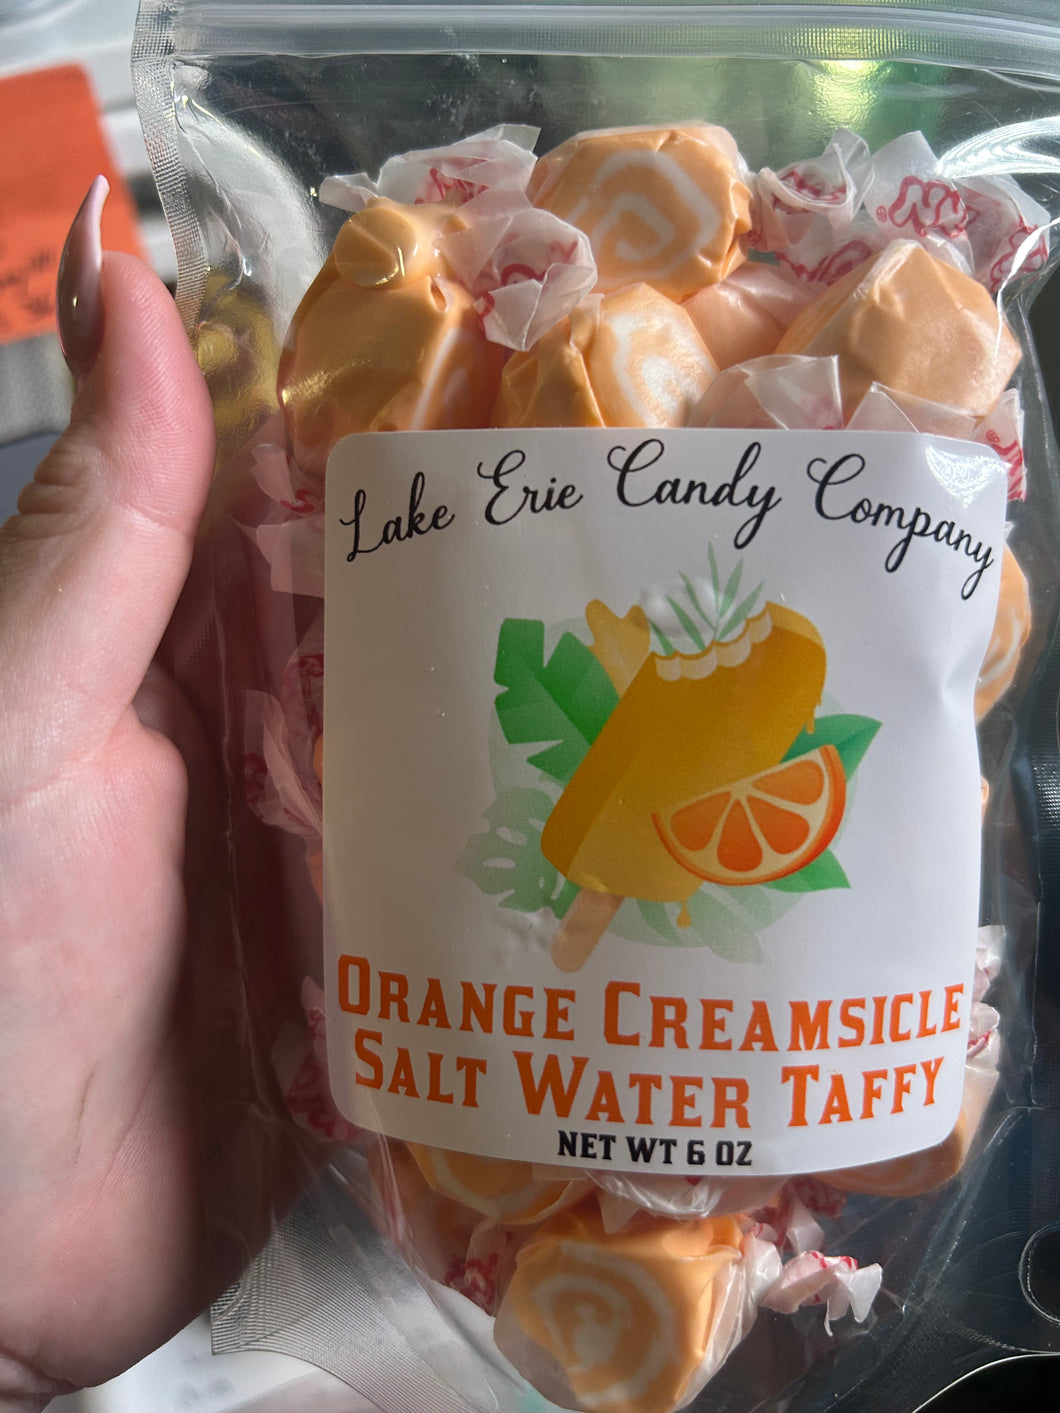 Lake Erie Candy Company
Orange Creamsicle
Salt Water Taffy
NET WT 6 OZ